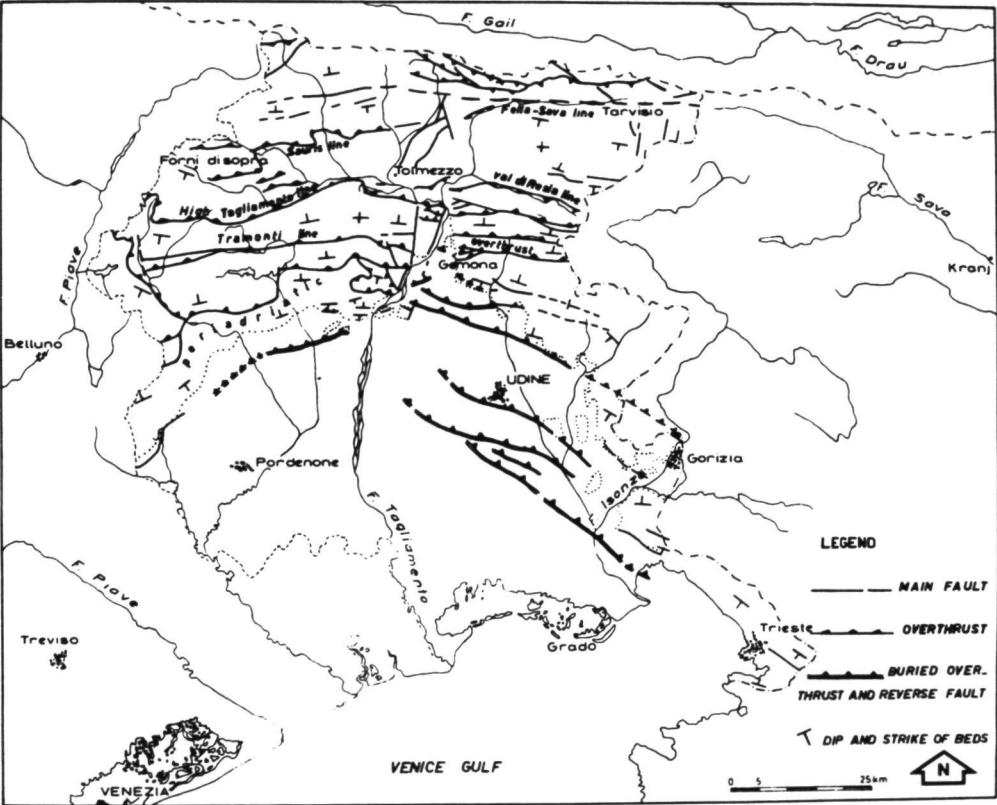 F. Gail
F. Drau
Fella-Sava line Tarvisio
Sauris line
Forni di sopra
Tolmezzo
Val di Resia line
High Tagliamento line
F. Sava
Tramonti line
overthrust
Gemona
Kranj
F. Piave
periadriatic
Belluno
UDINE
Pordenone
Gorizia
Isonzo
F. Tagliamento
F. Piave
Treviso
Grado
Trieste
VENEZIA
VENICE GULF
LEGEND
MAIN FAULT
OVERTHRUST
BURIED OVER-
THRUST AND REVERSE FAULT
DIP AND STRIKE OF BEDS
0 5 25 km
N